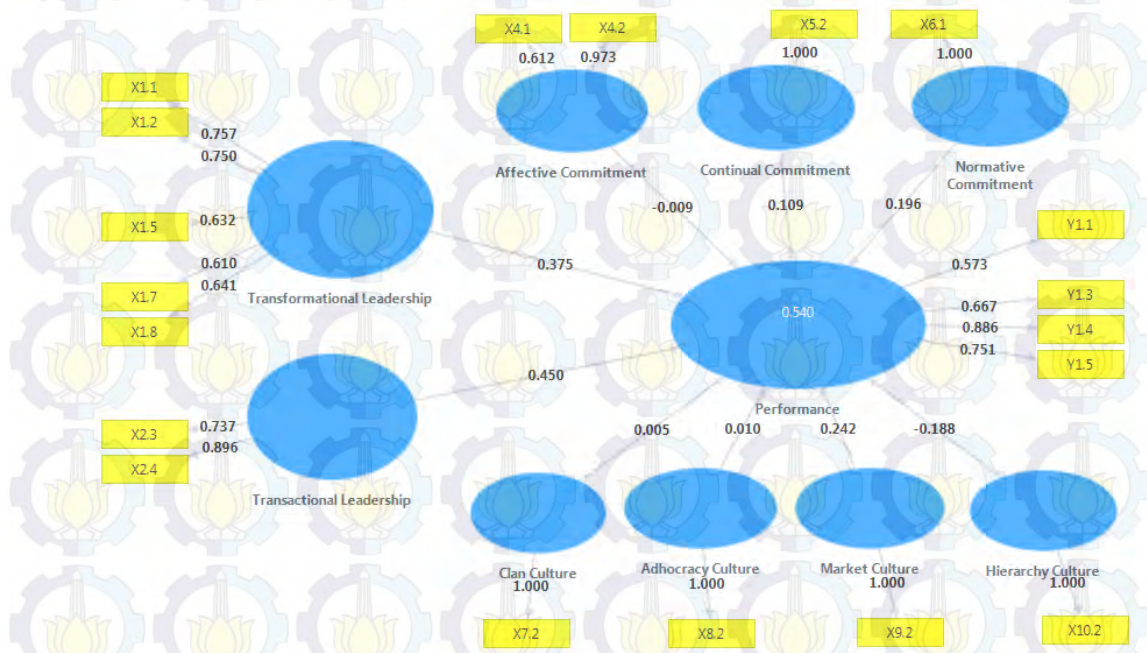 X4.1
X4.2
X5.2
X6.1
0.612
0.973
1.000
1.000
X1.1
X1.2
0.757
0.750
Affective Commitment
Continual Commitment
Normative
Commitment
X1.5
0.632
-0.009
0.109
0.196
Y1.1
0.610
0.641
0.375
0.573
X1.7
Transformational Leadership
X1.8
0.540
0.667
Y1.3
0.886
Y1.4
0.751
Y1.5
0.450
Performance
X2.3
0.737
0.896
X2.4
0.005
0.010
0.242
-0.188
Transactional Leadership
Clan Culture
Adhocracy Culture
Market Culture
Hierarchy Culture
1.000
1.000
1.000
1.000
X7.2
X8.2
X9.2
X10.2